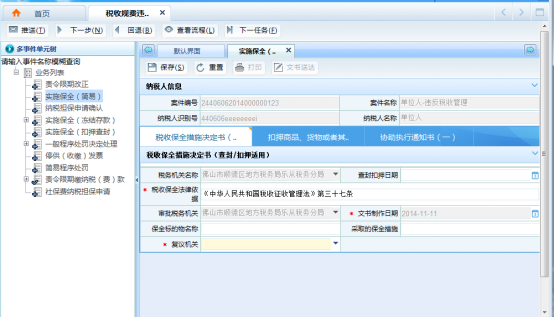 首页 税收规费违.. ×
推送(T) 下一步(N) 回退(B) 查看流程(L) 下一任务(F)
多事件单元树
请输入事件名称模糊查询
业务列表
责令限期改正
实施保全（简易）
纳税担保申请确认
实施保全（冻结存款）
实施保全（扣押查封）
一般程序处罚决定处理
停供（收缴）发票
简易程序处罚
责令限期缴纳税（费）款
社保费纳税担保申请
默认界面 实施保全（.. ×
保存(S) 重置 打印 文书送达
纳税人信息
案件编号 24406062014000000123 案件名称 单位人-违反税收管理
纳税人识别号 440606eeeeeeeei 纳税人名称 单位人
税收保全措施决定书（.. 扣押商品、货物或者其.. 协助执行通知书（一）
税收保全措施决定书（查封/扣押适用）
税务机关名称 佛山市顺德区地方税务局乐从税务分局 查封扣押日期
* 税收保全法律依据 《中华人民共和国税收征收管理法》第三十七条
审批税务机关 佛山市顺德区地方税务局乐从税务分局 * 文书制作日期 2014-11-11
保全标的物名称 采取的保全措施
* 复议机关